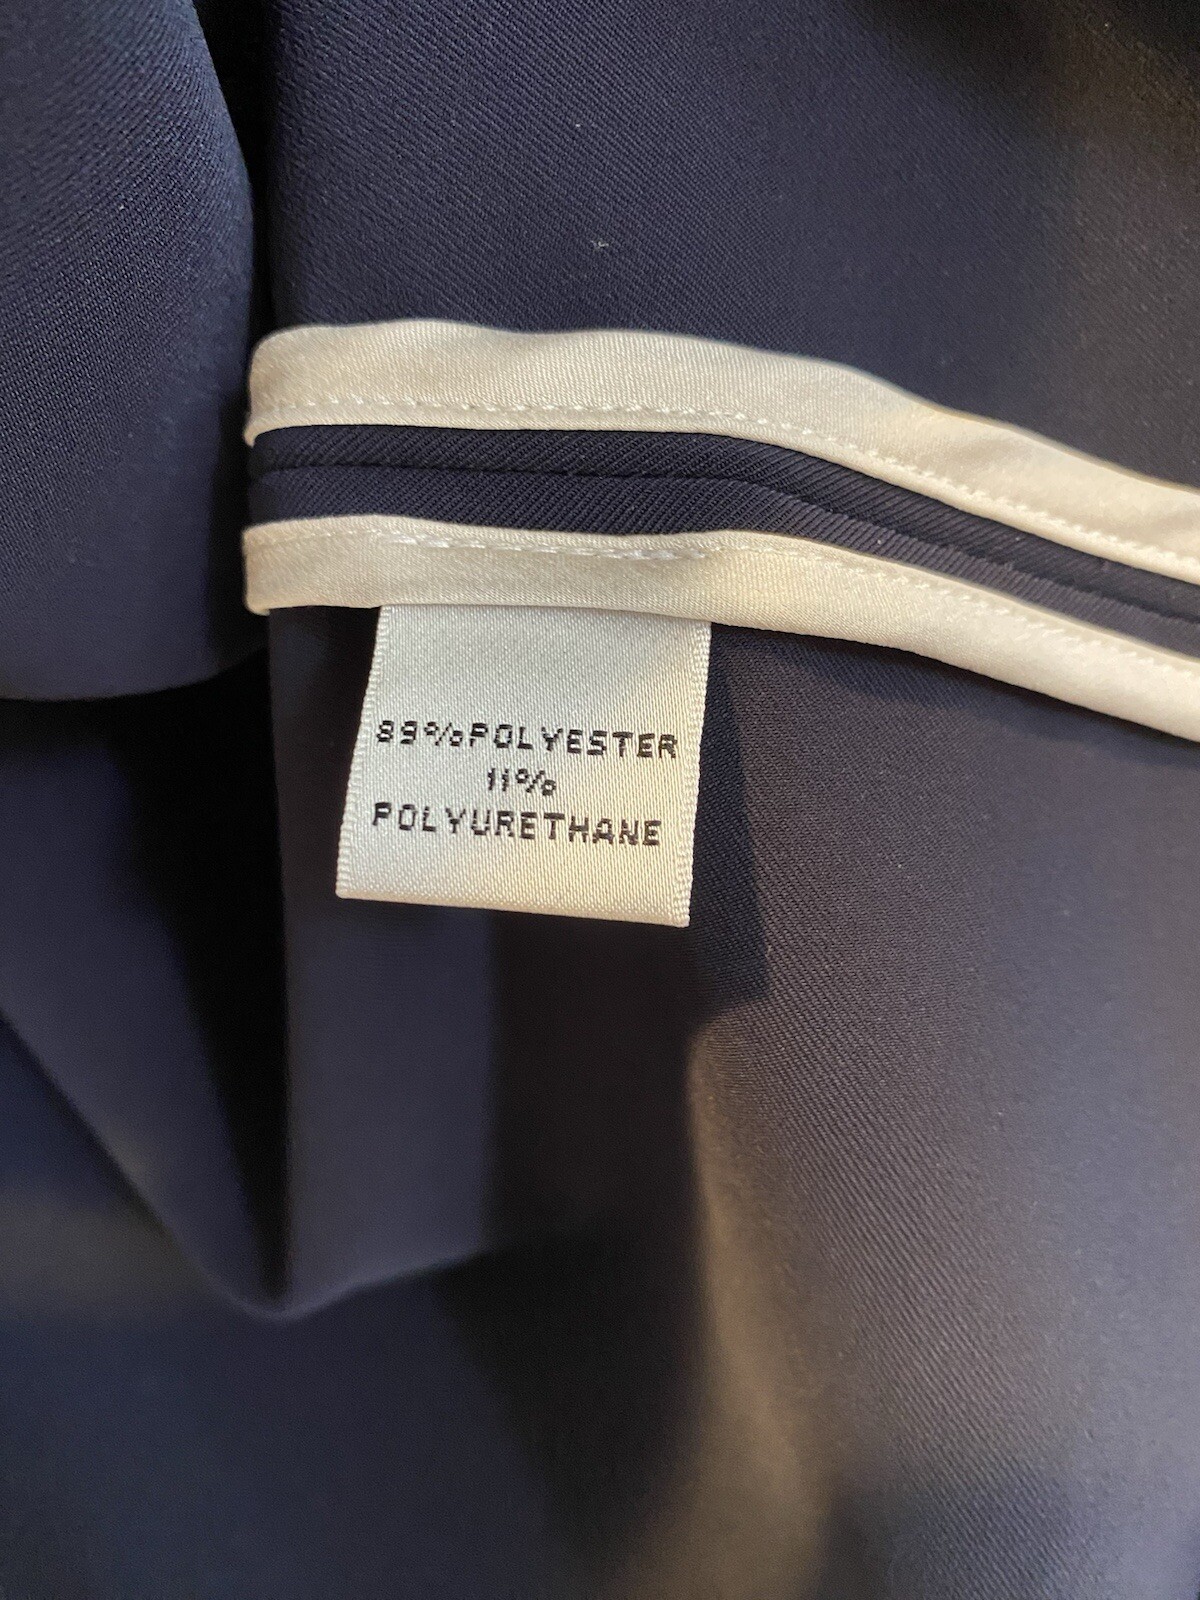 89%POLYESTER
11%
POLYURETHANE